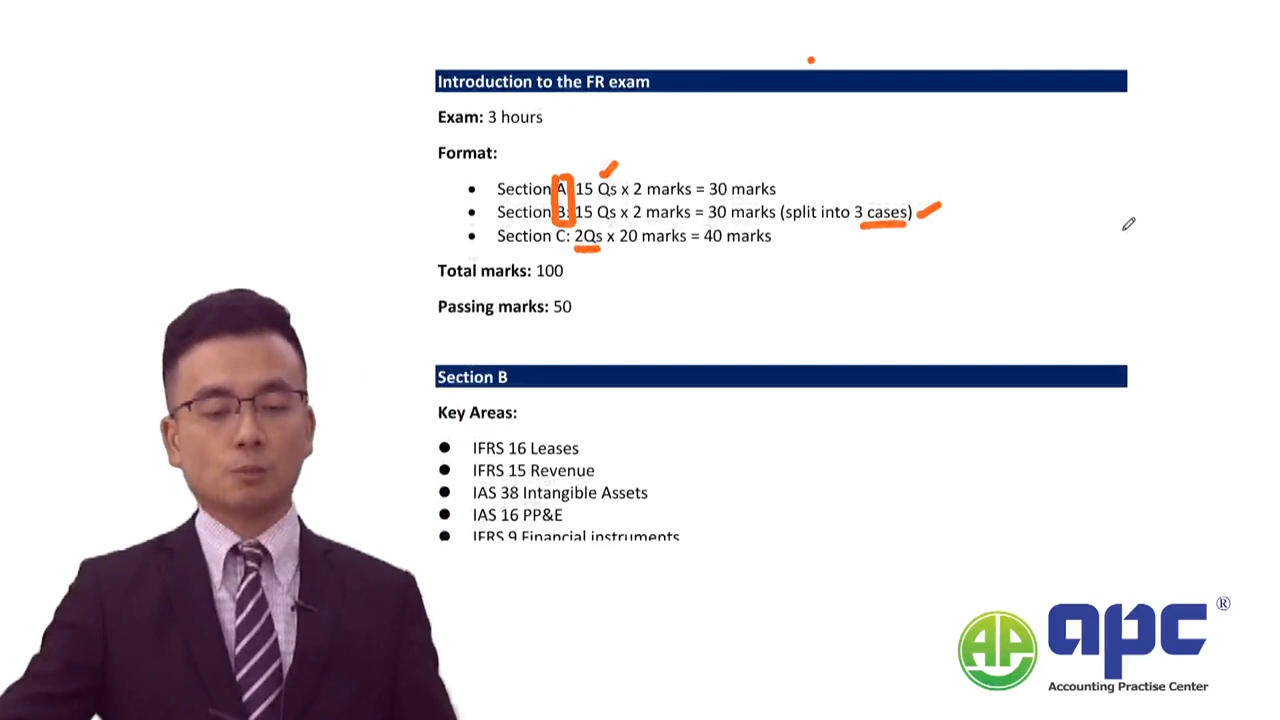 Introduction to the FR exam
Exam: 3 hours
Format:
• Section A: 15 Qs x 2 marks = 30 marks
• Section B: 15 Qs x 2 marks = 30 marks (split into 3 cases)
• Section C: 2Qs x 20 marks = 40 marks
Total marks: 100
Passing marks: 50
Section B
Key Areas:
● IFRS 16 Leases
● IFRS 15 Revenue
● IAS 38 Intangible Assets
● IAS 16 PP&E
● IFRS 9 Financial instruments
AP
apc®
Accounting Practise Center